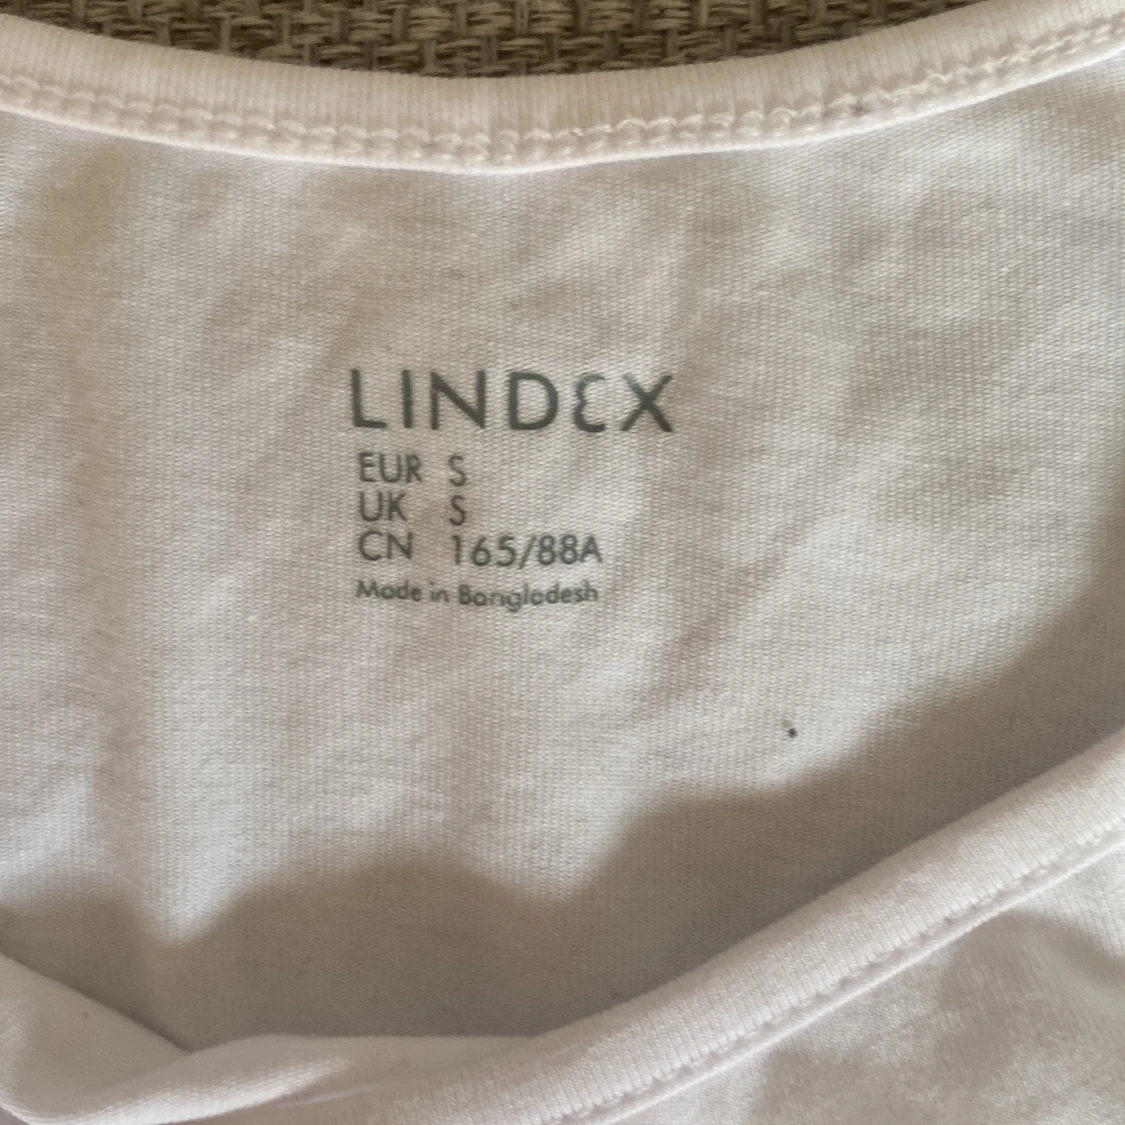 LINDEX
EUR S
UK S
CN 165/88A
Made in Bangladesh